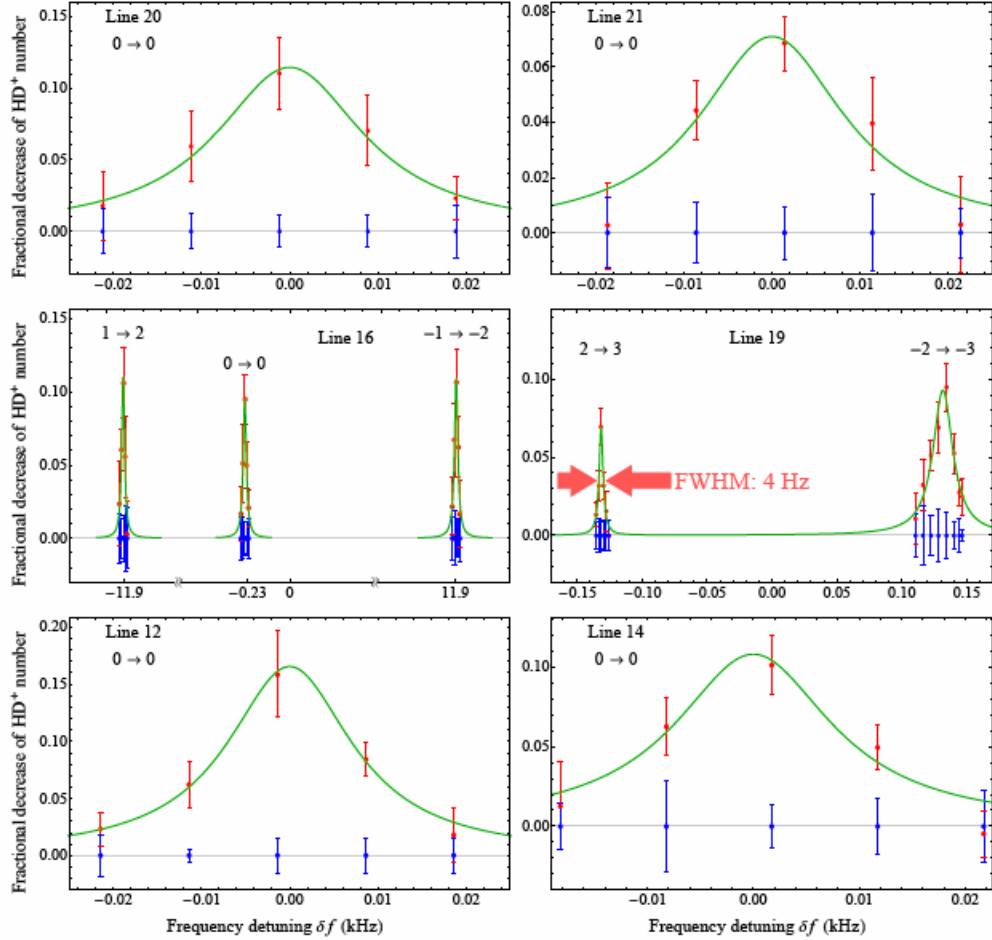 Fractional decrease of HD⁺ number
0.15
0.10
0.05
0.00
Line 20
0 → 0
−0.02
−0.01
0.00
0.01
0.02
0.08
0.06
0.04
0.02
0.00
Line 21
0 → 0
−0.02
−0.01
0.00
0.01
0.02
Fractional decrease of HD⁺ number
0.15
0.10
0.05
0.00
1 → 2
0 → 0
Line 16
−1 → −2
−11.9
−0.23
0
11.9
0.10
0.05
0.00
2 → 3
Line 19
−2 → −3
FWHM: 4 Hz
−0.15
−0.10
−0.05
0.00
0.05
0.10
0.15
Fractional decrease of HD⁺ number
0.20
0.15
0.10
0.05
0.00
Line 12
0 → 0
−0.02
−0.01
0.00
0.01
0.02
Frequency detuning δf (kHz)
0.10
0.05
0.00
Line 14
0 → 0
−0.01
0.00
0.01
0.02
Frequency detuning δf (kHz)